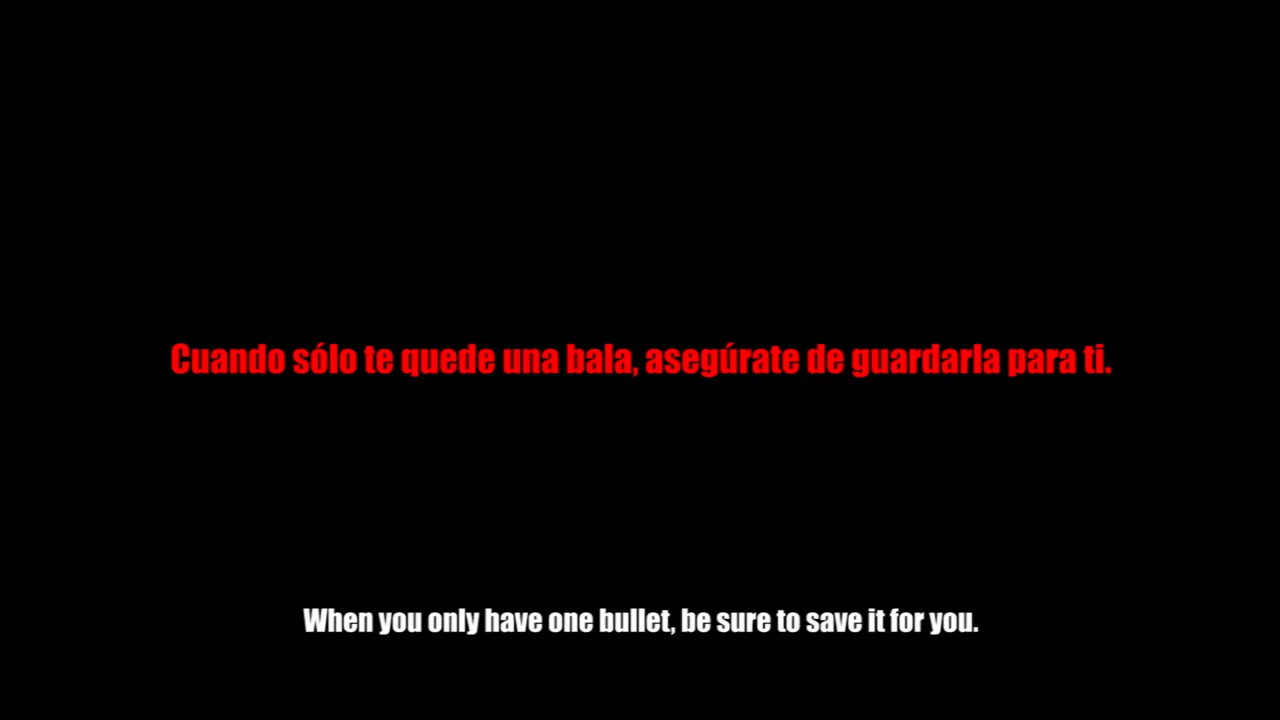 Cuando sólo te quede una bala, asegúrate de guardarla para ti.
When you only have one bullet, be sure to save it for you.